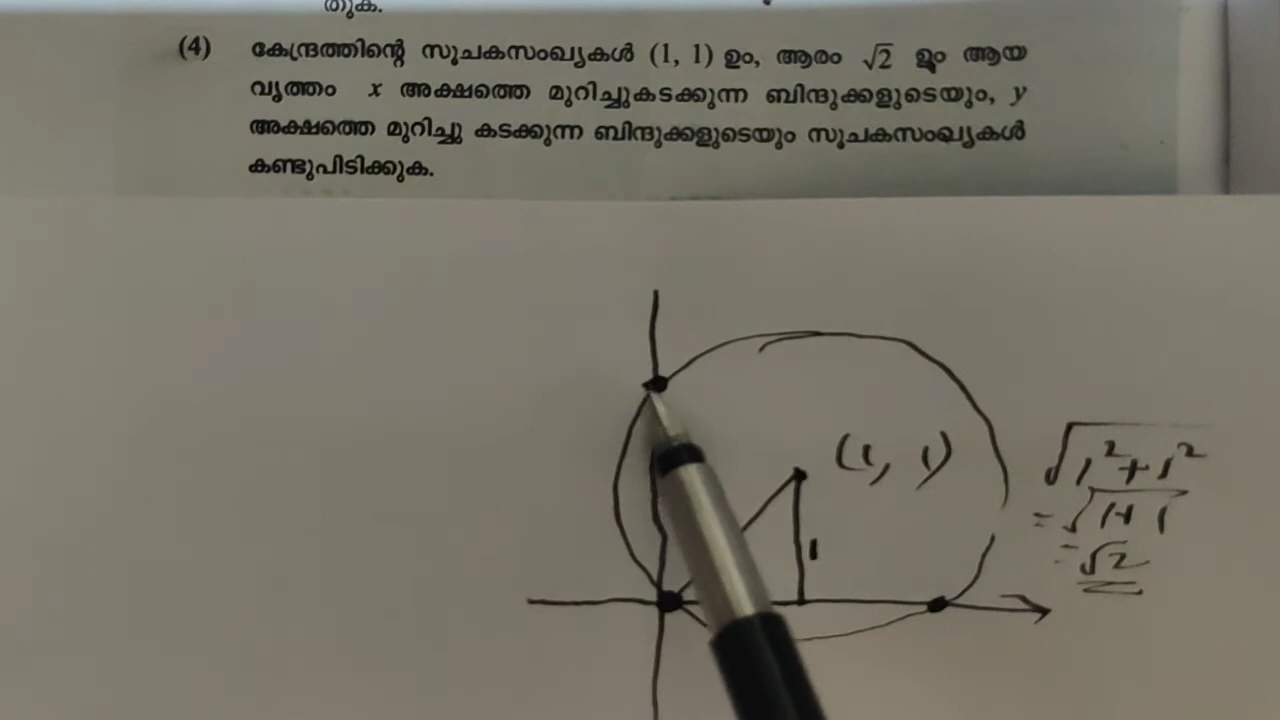 തുക.
(4) കേന്ദ്രത്തിന്റെ സൂചകസംഖ്യകൾ (1, 1) ഉം, ആരം √2 ളും ആയ
വൃത്തം x അക്ഷത്തെ മുറിച്ചുകടക്കുന്ന ബിന്ദുക്കളുടെയും, y
അക്ഷത്തെ മുറിച്ചു കടക്കുന്ന ബിന്ദുക്കളുടെയും സൂചകസംഖ്യകൾ
കണ്ടുപിടിക്കുക.
(1, 1)
1
√1²+1²
= √1+1
= √2